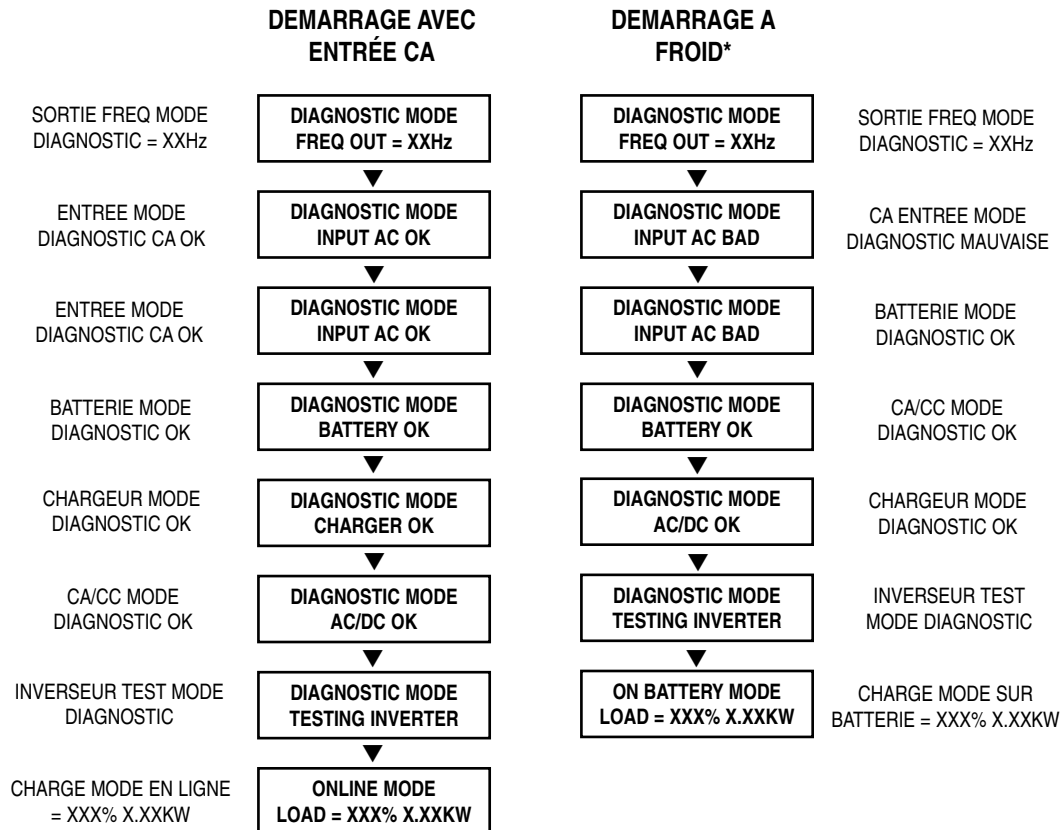 DEMARRAGE AVEC
ENTRÉE CA
DEMARRAGE A
FROID*
SORTIE FREQ MODE
DIAGNOSTIC = XXHz
DIAGNOSTIC MODE
FREQ OUT = XXHz
DIAGNOSTIC MODE
FREQ OUT = XXHz
SORTIE FREQ MODE
DIAGNOSTIC = XXHz
ENTREE MODE
DIAGNOSTIC CA OK
DIAGNOSTIC MODE
INPUT AC OK
DIAGNOSTIC MODE
INPUT AC BAD
CA ENTREE MODE
DIAGNOSTIC MAUVAISE
ENTREE MODE
DIAGNOSTIC CA OK
DIAGNOSTIC MODE
INPUT AC OK
DIAGNOSTIC MODE
INPUT AC BAD
BATTERIE MODE
DIAGNOSTIC OK
BATTERIE MODE
DIAGNOSTIC OK
DIAGNOSTIC MODE
BATTERY OK
DIAGNOSTIC MODE
BATTERY OK
CA/CC MODE
DIAGNOSTIC OK
CHARGEUR MODE
DIAGNOSTIC OK
DIAGNOSTIC MODE
CHARGER OK
DIAGNOSTIC MODE
AC/DC OK
CHARGEUR MODE
DIAGNOSTIC OK
CA/CC MODE
DIAGNOSTIC OK
DIAGNOSTIC MODE
AC/DC OK
DIAGNOSTIC MODE
TESTING INVERTER
INVERSEUR TEST
MODE DIAGNOSTIC
INVERSEUR TEST MODE
DIAGNOSTIC
DIAGNOSTIC MODE
TESTING INVERTER
ON BATTERY MODE
LOAD = XXX% X.XXKW
CHARGE MODE SUR
BATTERIE = XXX% X.XXKW
CHARGE MODE EN LIGNE
= XXX% X.XXKW
ONLINE MODE
LOAD = XXX% X.XXKW